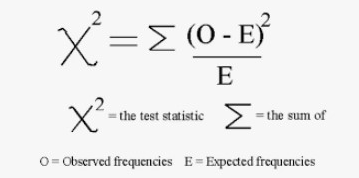 χ² = Σ (O - E)² / E
χ² = the test statistic Σ = the sum of
O = Observed frequencies E = Expected frequencies